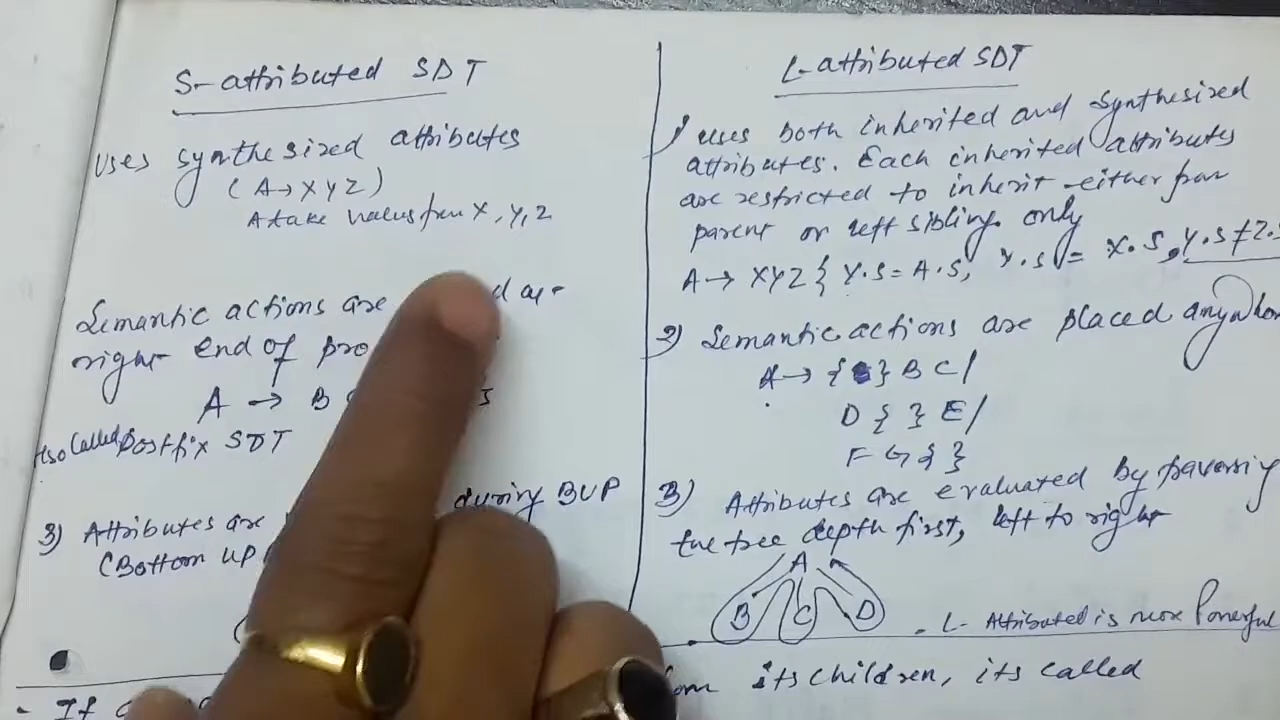 S-attributed SDT
Uses synthesized attributes
(A→XYZ)
A take values from X, Y, Z
Semantic actions are
right end of pro
A → B
Also called Postfix SDT
3) Attributes are during BUP
(Bottom up
- If
L-attributed SDT
1) uses both inherited and synthesized
attributes. Each inherited attributes
are restricted to inherit either from
parent or left sibling only
A → XYZ { Y.S = A.S, Y.S = X.S, Y.S ≠ Z.S
2) Semantic actions are placed anywhere
A → { } B C /
D { } E /
F G { }
3) Attributes are evaluated by traversing
the tree depth first, left to right
A
B C D
. L- Attributed is more Powerful
its children, its called